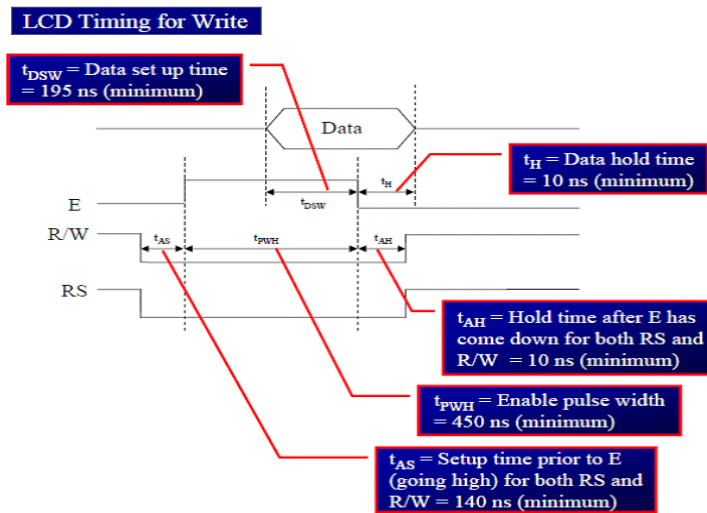 LCD Timing for Write
tDSW = Data set up time
= 195 ns (minimum)
Data
tH = Data hold time
= 10 ns (minimum)
tH
E
tDSW
R/W
tAS
tPWH
tAH
RS
tAH = Hold time after E has
come down for both RS and
R/W = 10 ns (minimum)
tPWH = Enable pulse width
= 450 ns (minimum)
tAS = Setup time prior to E
(going high) for both RS and
R/W = 140 ns (minimum)